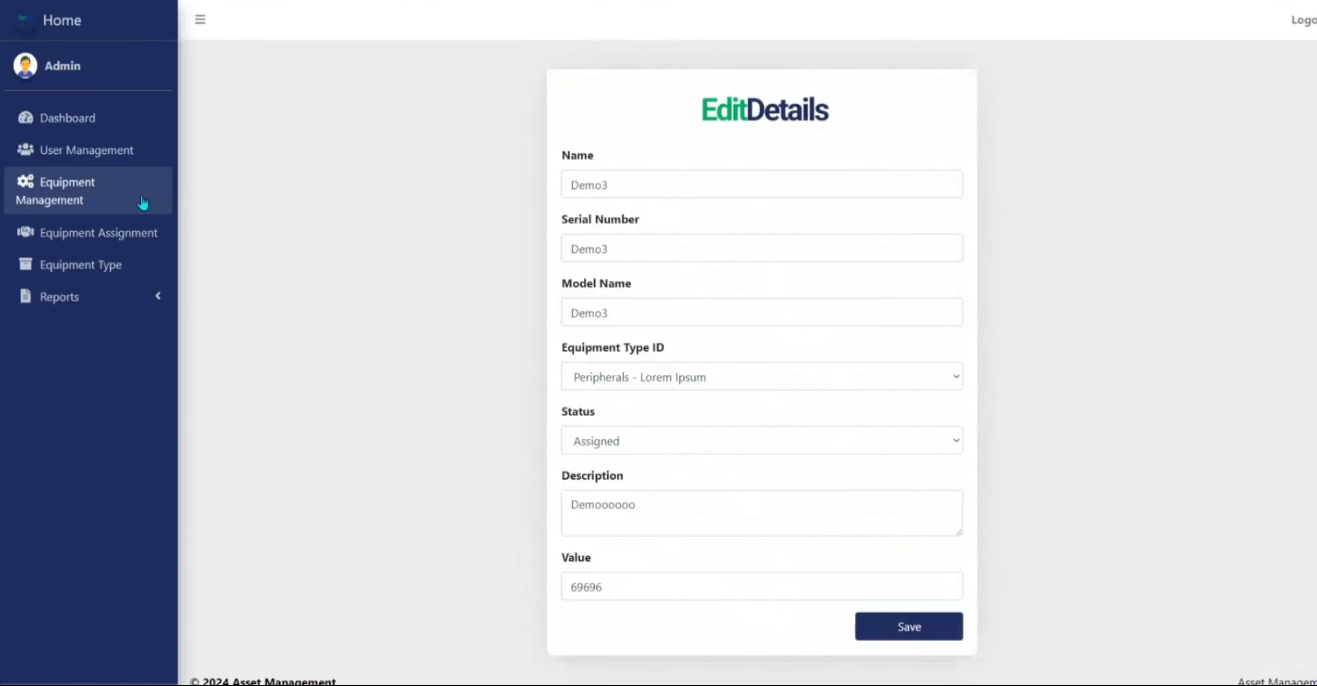 Home
Logo
Admin
Dashboard
User Management
Equipment
Management
Equipment Assignment
Equipment Type
Reports
EditDetails
Name
Demo3
Serial Number
Demo3
Model Name
Demo3
Equipment Type ID
Peripherals - Lorem Ipsum
Status
Assigned
Description
Demoooooo
Value
69696
Save
© 2024 Asset Management
Asset Managem